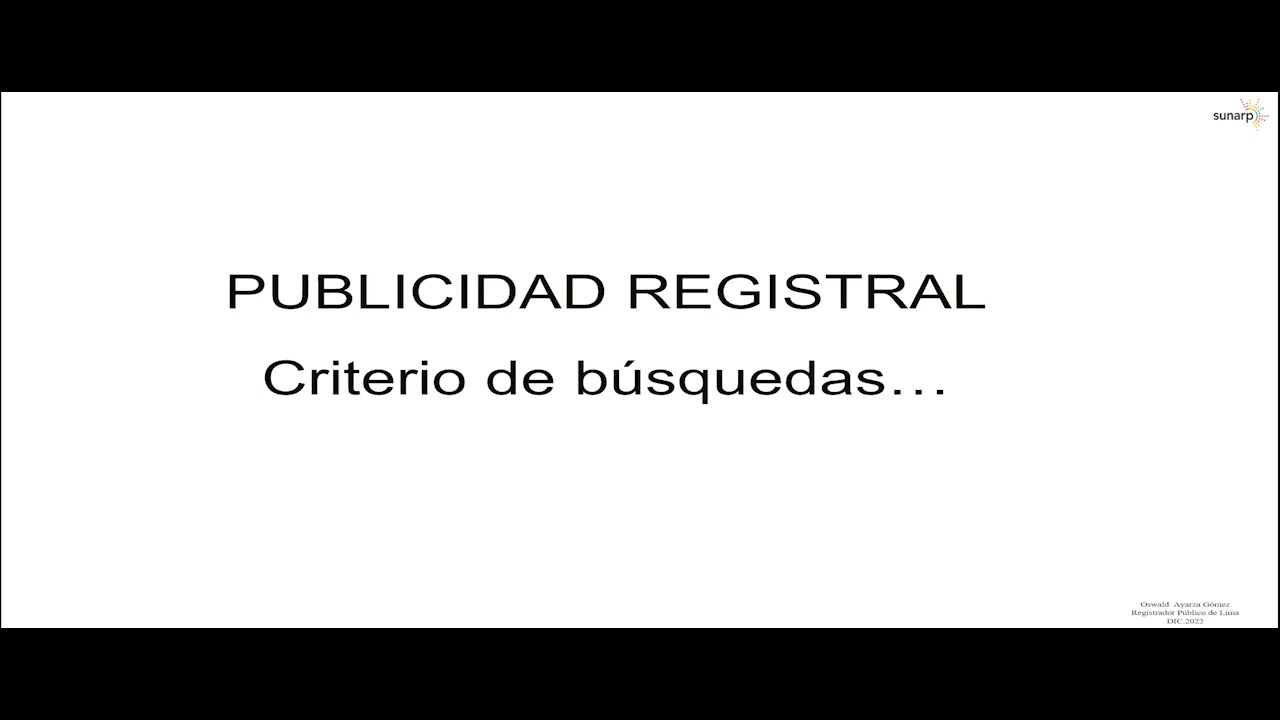 sunarp
PUBLICIDAD REGISTRAL
Criterio de búsquedas…
Oswald Ayarza Gómez
Registrador Público de Lima
DIC.2022